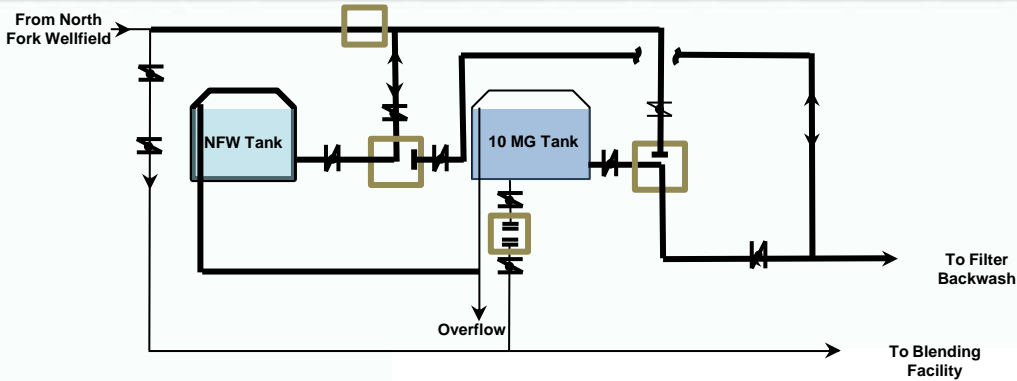 From North
Fork Wellfield
NFW Tank
10 MG Tank
To Filter
Backwash
Overflow
To Blending
Facility